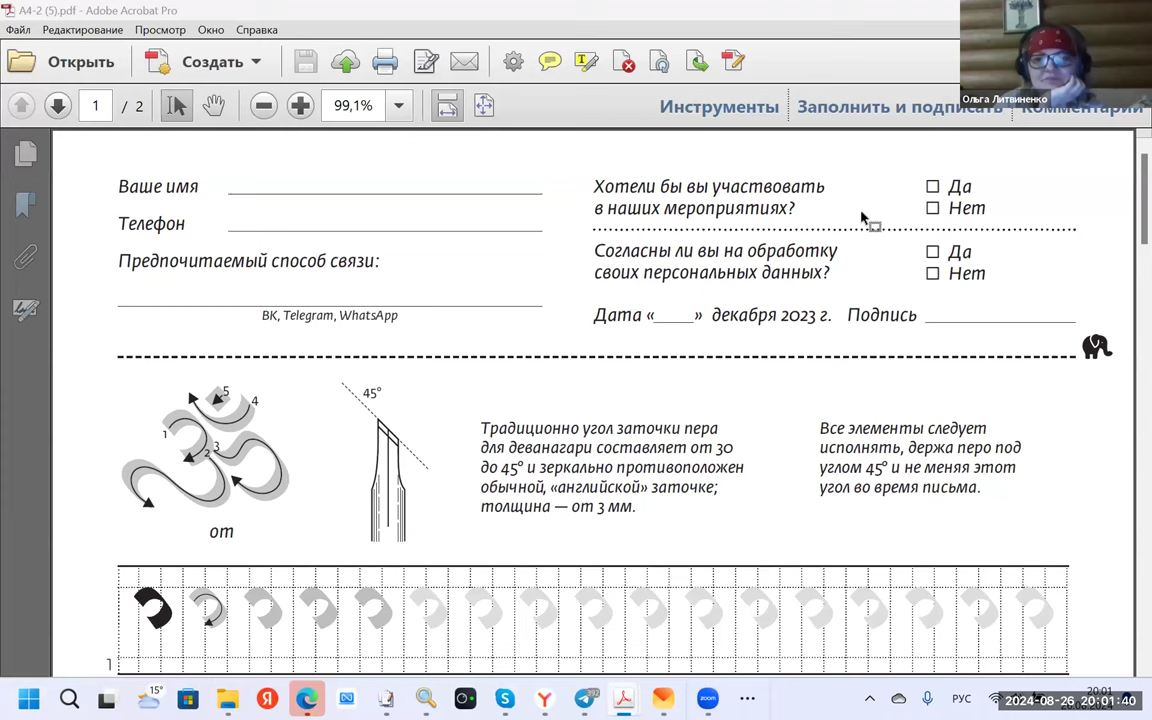 A4-2 (5).pdf - Adobe Acrobat Pro
Файл Редактирование Просмотр Окно Справка
Открыть Создать
1 / 2 99,1% Инструменты Заполнить и подписать Комментарии
Ольга Литвиненко
Ваше имя
Телефон
Предпочитаемый способ связи:
ВК, Telegram, WhatsApp
Хотели бы вы участвовать
в наших мероприятиях?
Да
Нет
Согласны ли вы на обработку
своих персональных данных?
Да
Нет
Дата «____» декабря 2023 г. Подпись
5
4
1
3
2
ॐ
от
45°
Традиционно угол заточки пера
для деванагари составляет от 30
до 45° и зеркально противоположен
обычной, «английской» заточке;
толщина — от 3 мм.
Все элементы следует
исполнять, держа перо под
углом 45° и не меняя этот
угол во время письма.
1
15°
392
РУС
20:01
2024-08-26 20:01:40